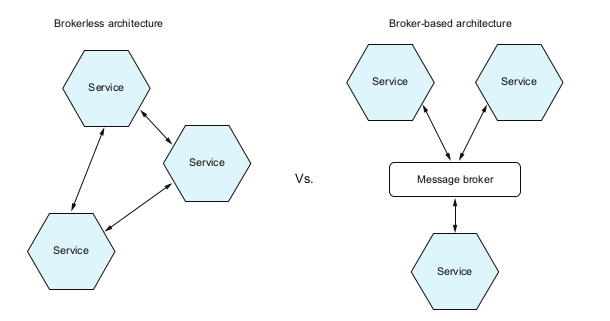 Brokerless architecture
Service
Service
Service
Vs.
Broker-based architecture
Service
Service
Message broker
Service